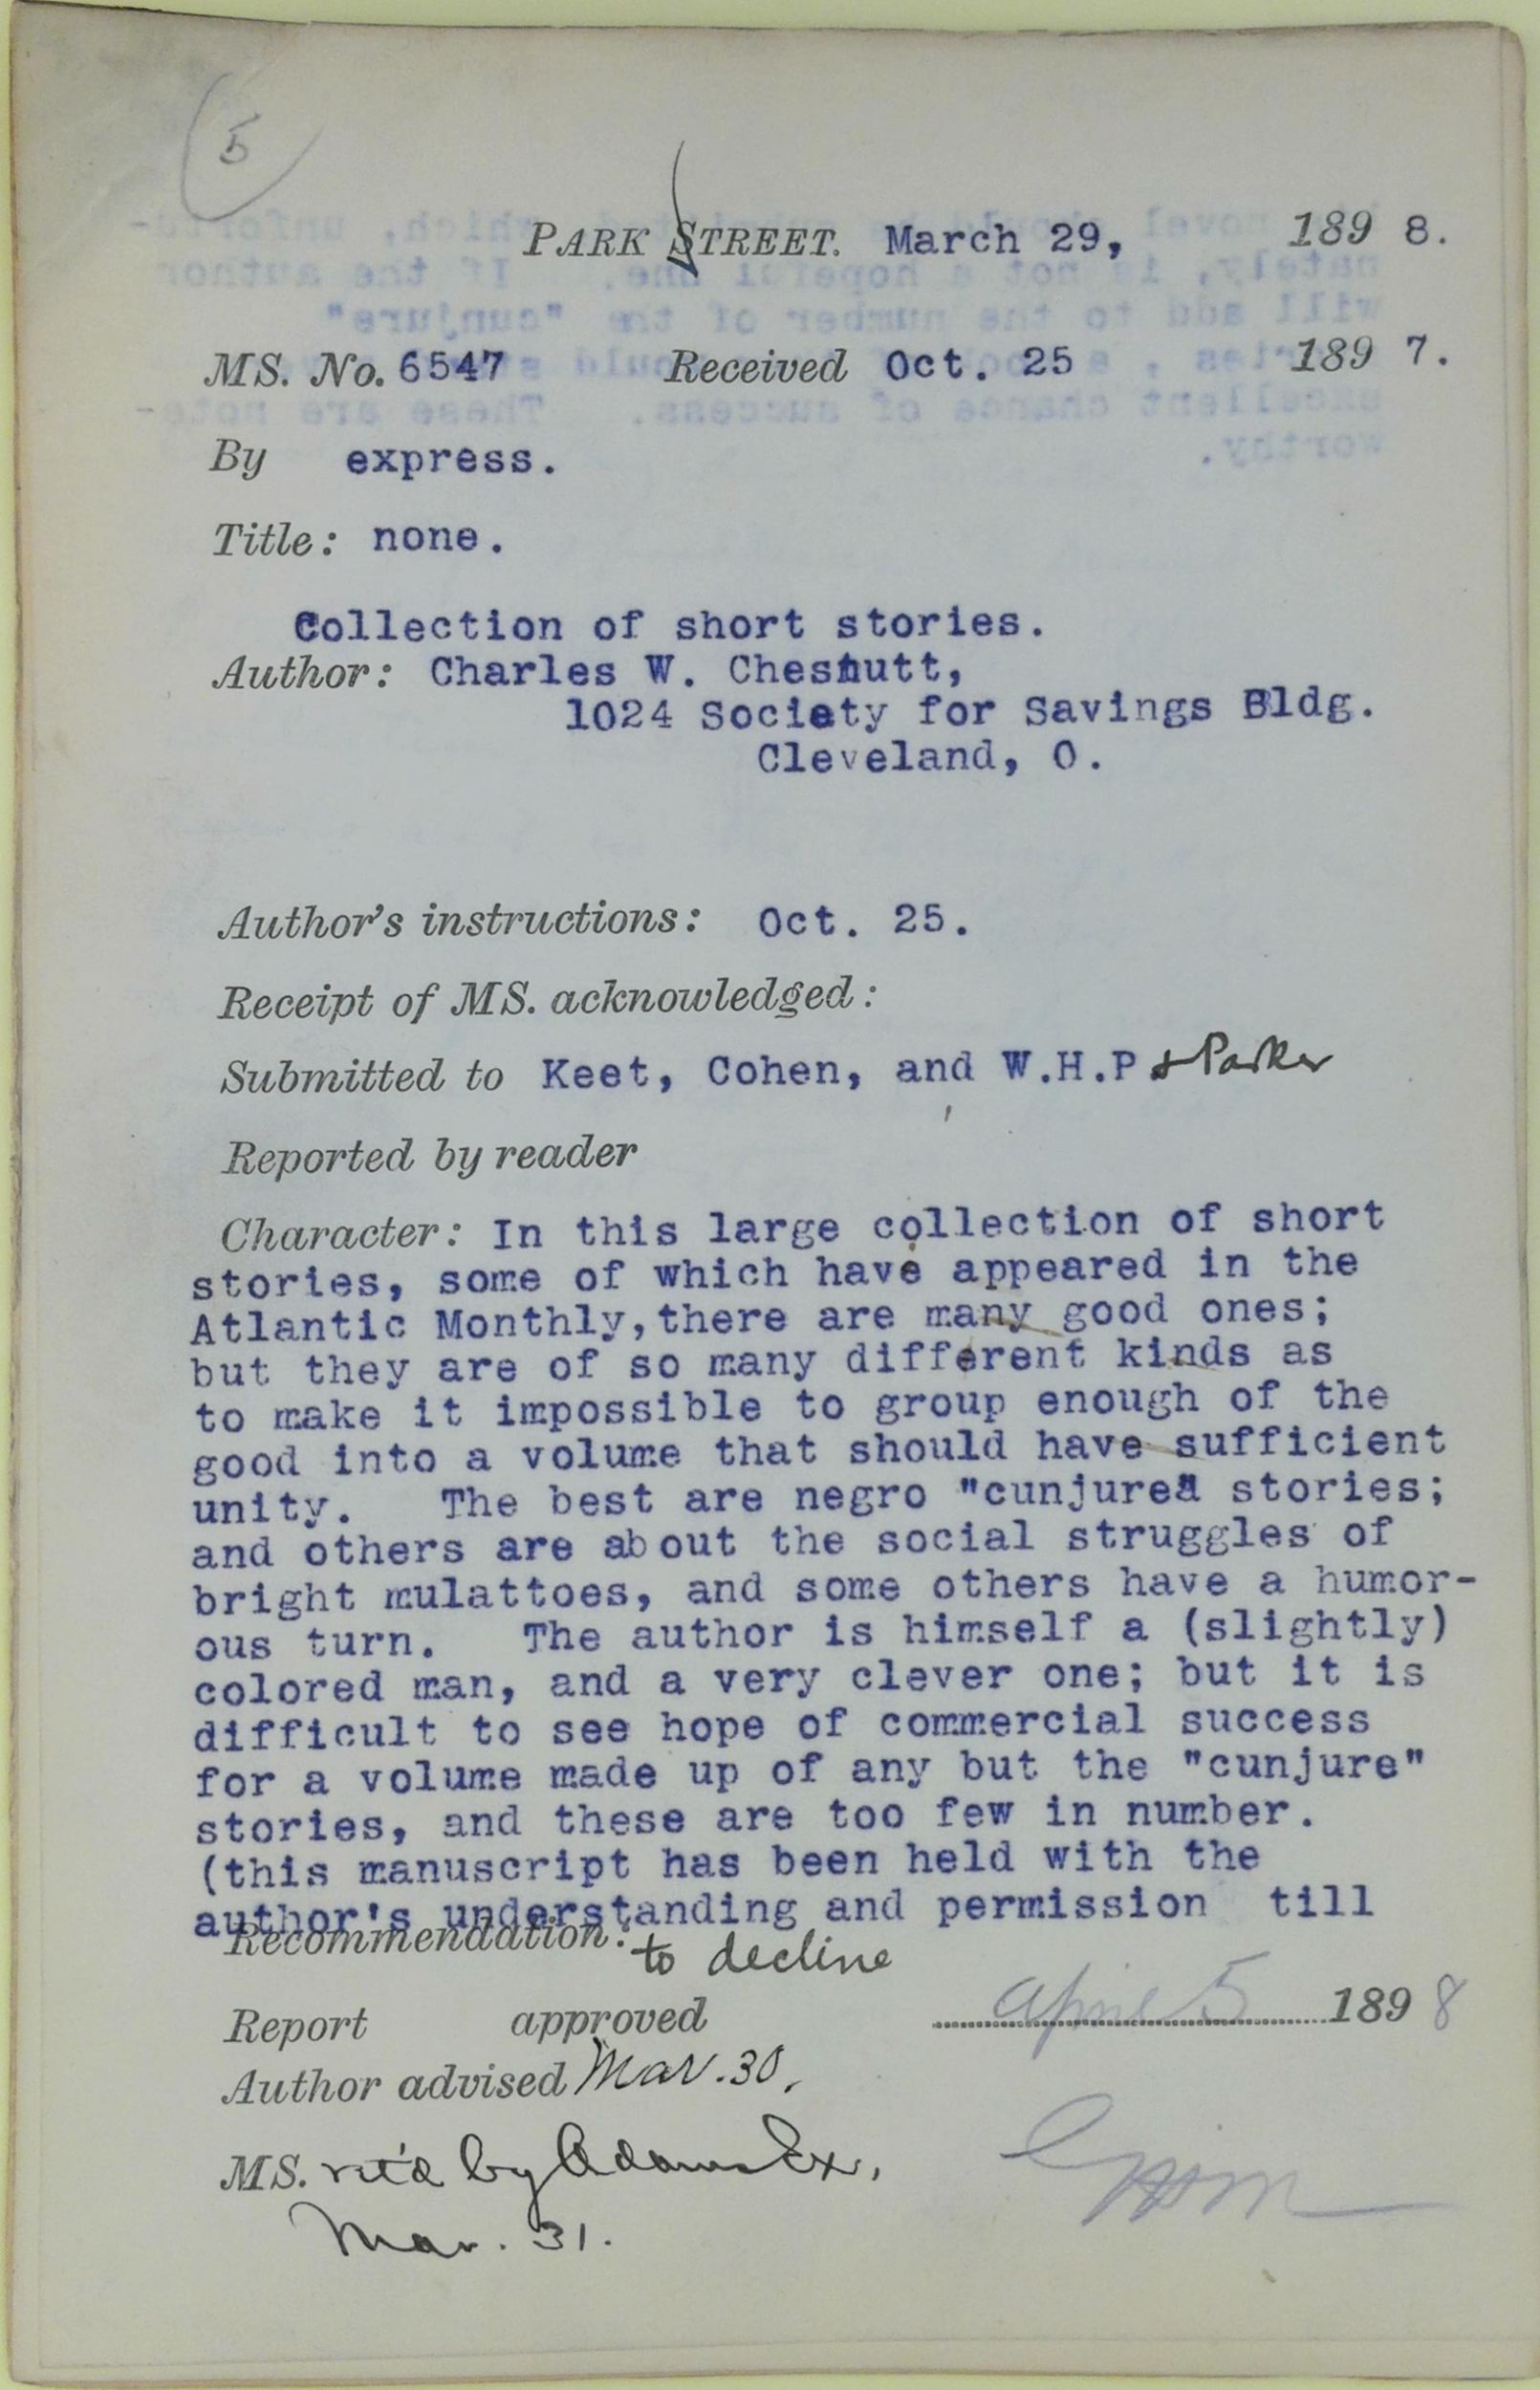 5
PARK STREET. March 29, 1898.
MS. No. 6547 Received Oct. 25 1897.
By express.
Title: none.
Collection of short stories.
Author: Charles W. Chesnutt,
1024 Society for Savings Bldg.
Cleveland, O.
Author's instructions: Oct. 25.
Receipt of MS. acknowledged:
Submitted to Keet, Cohen, and W.H.P & Parker
Reported by reader
Character: In this large collection of short
stories, some of which have appeared in the
Atlantic Monthly, there are many good ones;
but they are of so many different kinds as
to make it impossible to group enough of the
good into a volume that should have sufficient
unity. The best are negro "cunjure" stories;
and others are about the social struggles of
bright mulattoes, and some others have a humor-
ous turn. The author is himself a (slightly)
colored man, and a very clever one; but it is
difficult to see hope of commercial success
for a volume made up of any but the "cunjure"
stories, and these are too few in number.
(this manuscript has been held with the
author's understanding and permission till
Recommendation: to decline
Report approved April 5 1898
Author advised Mar. 30.
MS. ret'd by Adams Ex.
Mar. 31.